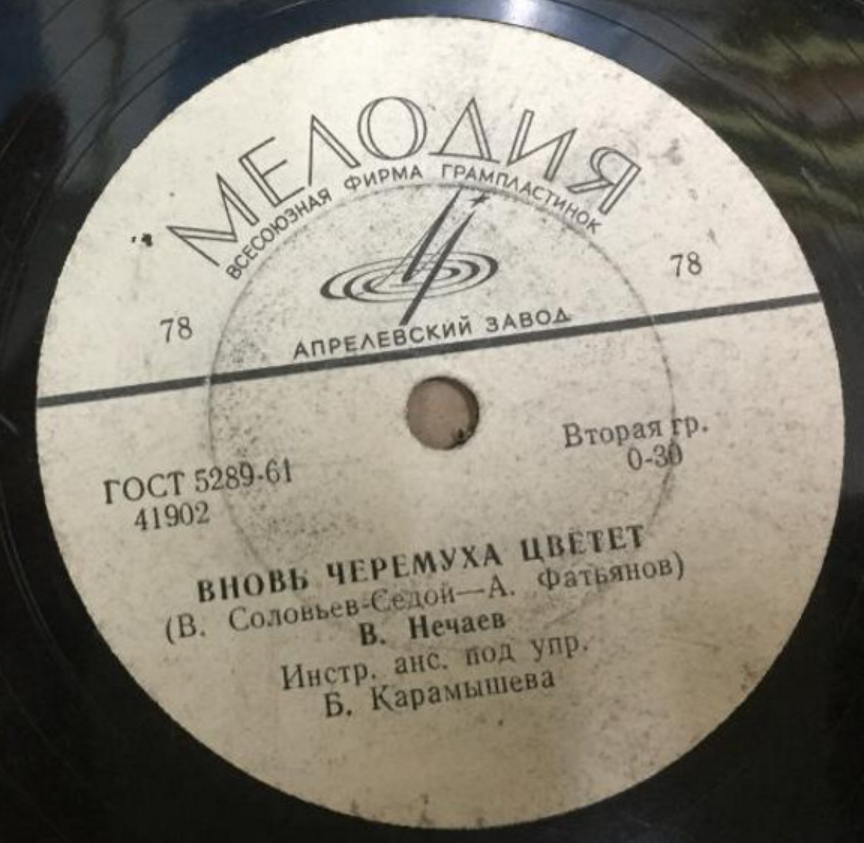 МЕЛОДИЯ
ВСЕСОЮЗНАЯ ФИРМА ГРАМПЛАСТИНОК
78
78
АПРЕЛЕВСКИЙ ЗАВОД
ГОСТ 5289-61
41902
Вторая гр.
0-30
ВНОВЬ ЧЕРЕМУХА ЦВЕТЕТ
(В. Соловьев-Седой—А. Фатьянов)
В. Нечаев
Инстр. анс. под упр.
Б. Карамышева